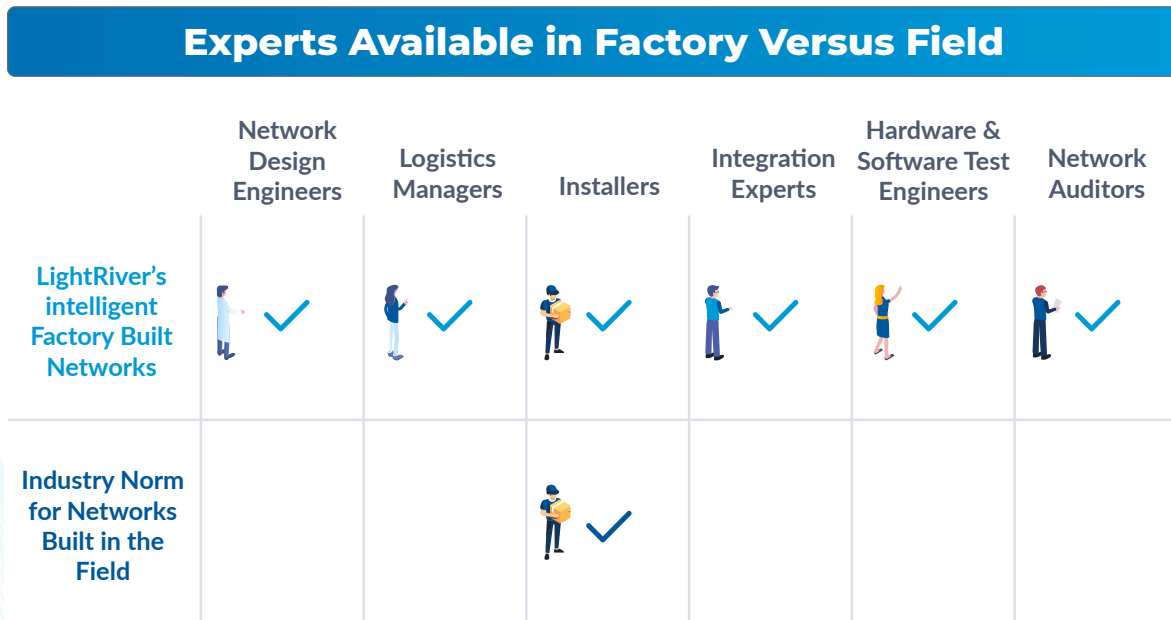 Experts Available in Factory Versus Field
Network
Design
Engineers
Logistics
Managers
Installers
Integration
Experts
Hardware &
Software Test
Engineers
Network
Auditors
LightRiver’s
intelligent
Factory Built
Networks
Industry Norm
for Networks
Built in the
Field